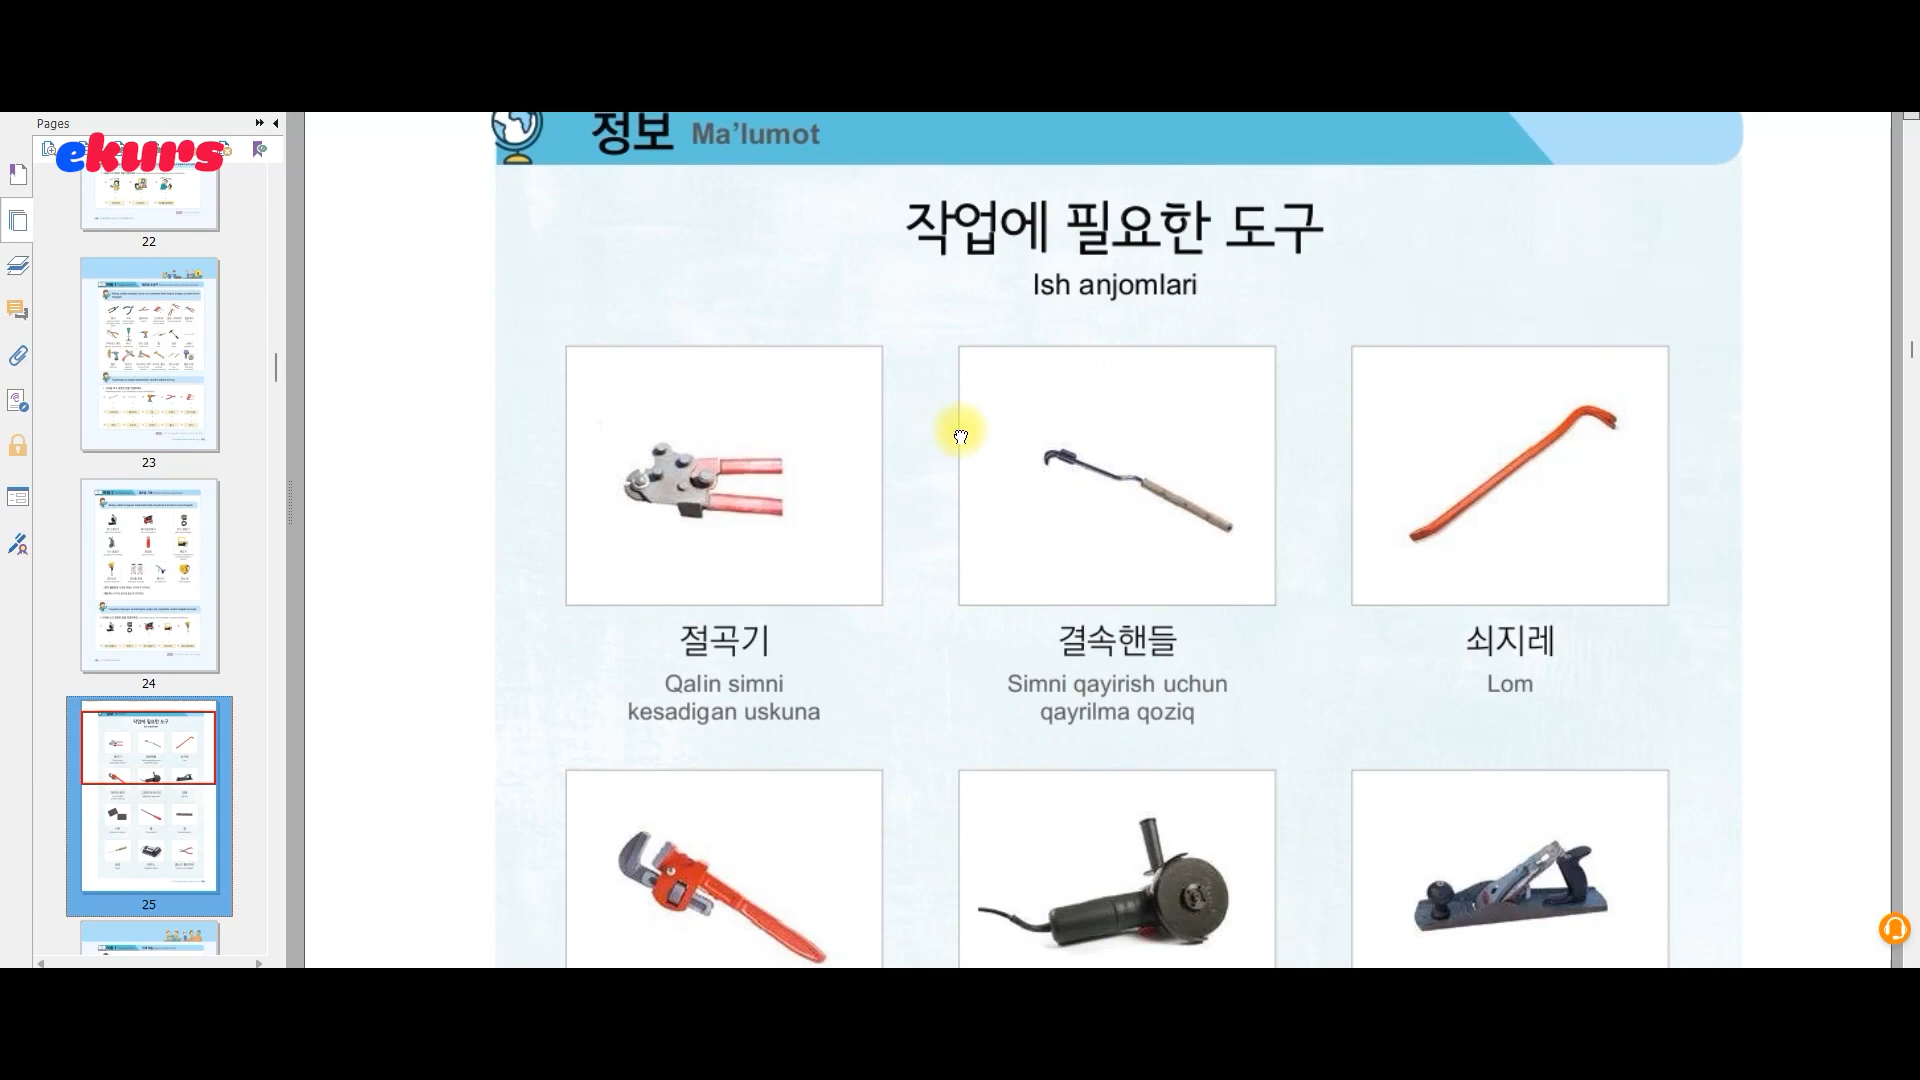 Pages
ekurs
22
23
24
25
정보 Ma’lumot
작업에 필요한 도구
Ish anjomlari
절곡기
Qalin simni
kesadigan uskuna
결속핸들
Simni qayirish uchun
qayrilma qoziq
쇠지레
Lom